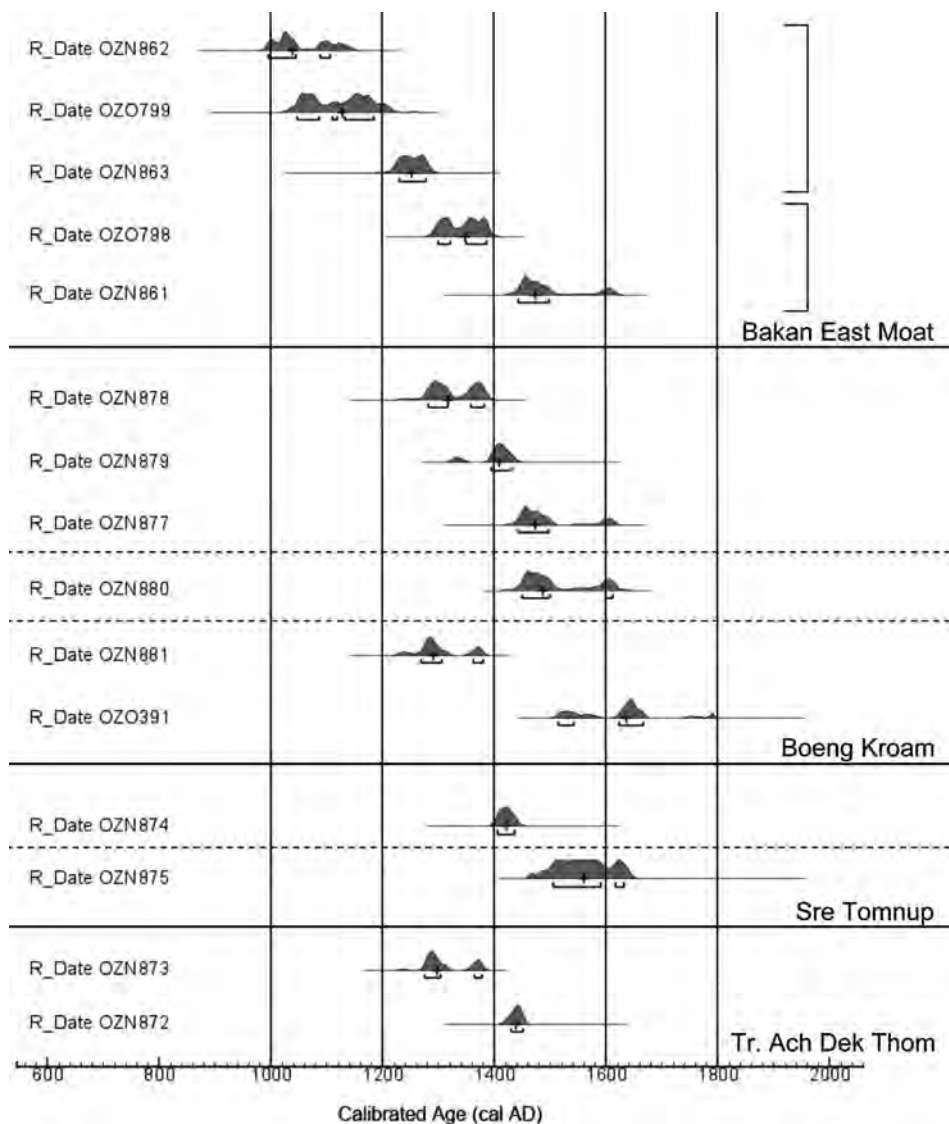 R_Date OZN862
R_Date OZO799
R_Date OZN863
R_Date OZO798
R_Date OZN861
Bakan East Moat
R_Date OZN878
R_Date OZN879
R_Date OZN877
R_Date OZN880
R_Date OZN881
R_Date OZO391
Boeng Kroam
R_Date OZN874
R_Date OZN875
Sre Tomnup
R_Date OZN873
R_Date OZN872
Tr. Ach Dek Thom
600 1000 1200 1400 1600 1800 2000
Calibrated Age (cal AD)